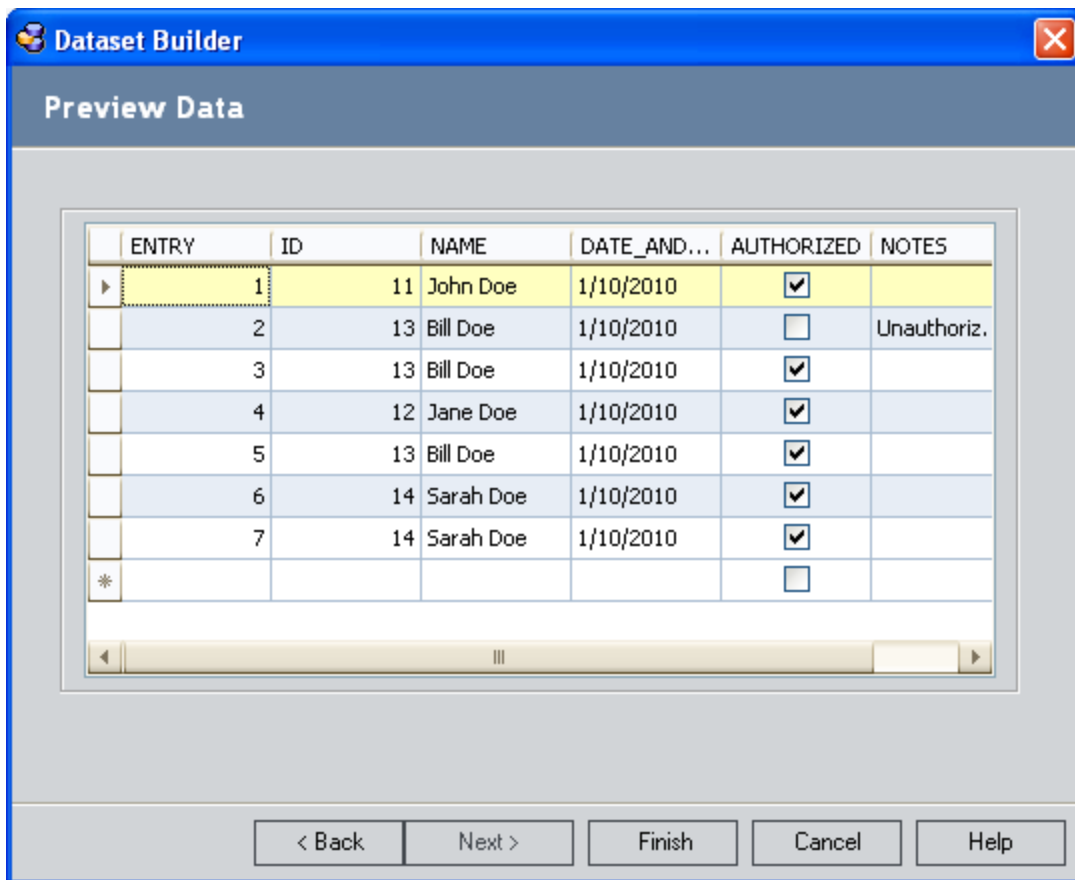 Dataset Builder
Preview Data
ENTRY ID NAME DATE_AND... AUTHORIZED NOTES
1 11 John Doe 1/10/2010
2 13 Bill Doe 1/10/2010 Unauthoriz.
3 13 Bill Doe 1/10/2010
4 12 Jane Doe 1/10/2010
5 13 Bill Doe 1/10/2010
6 14 Sarah Doe 1/10/2010
7 14 Sarah Doe 1/10/2010
< Back Next > Finish Cancel Help